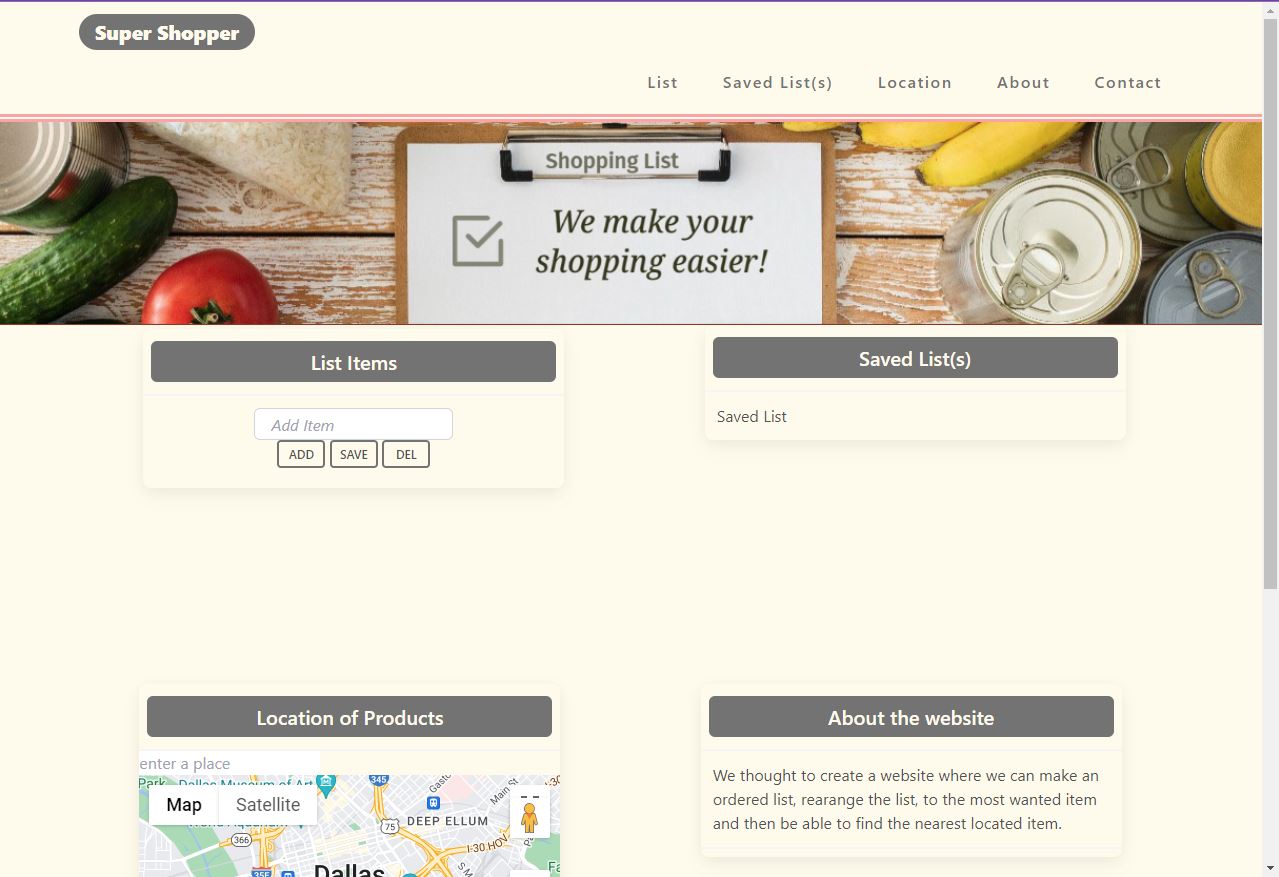 Super Shopper
List Saved List(s) Location About Contact
Shopping List
We make your
shopping easier!
List Items
Add Item
ADD SAVE DEL
Saved List(s)
Saved List
Location of Products
enter a place
Park
Dallas Museum of Art
Map Satellite
345
Main St
75
DEEP ELLUM
366
I-30 HOV
35E
Dallas
About the website
We thought to create a website where we can make an
ordered list, rearrange the list, to the most wanted item
and then be able to find the nearest located item.